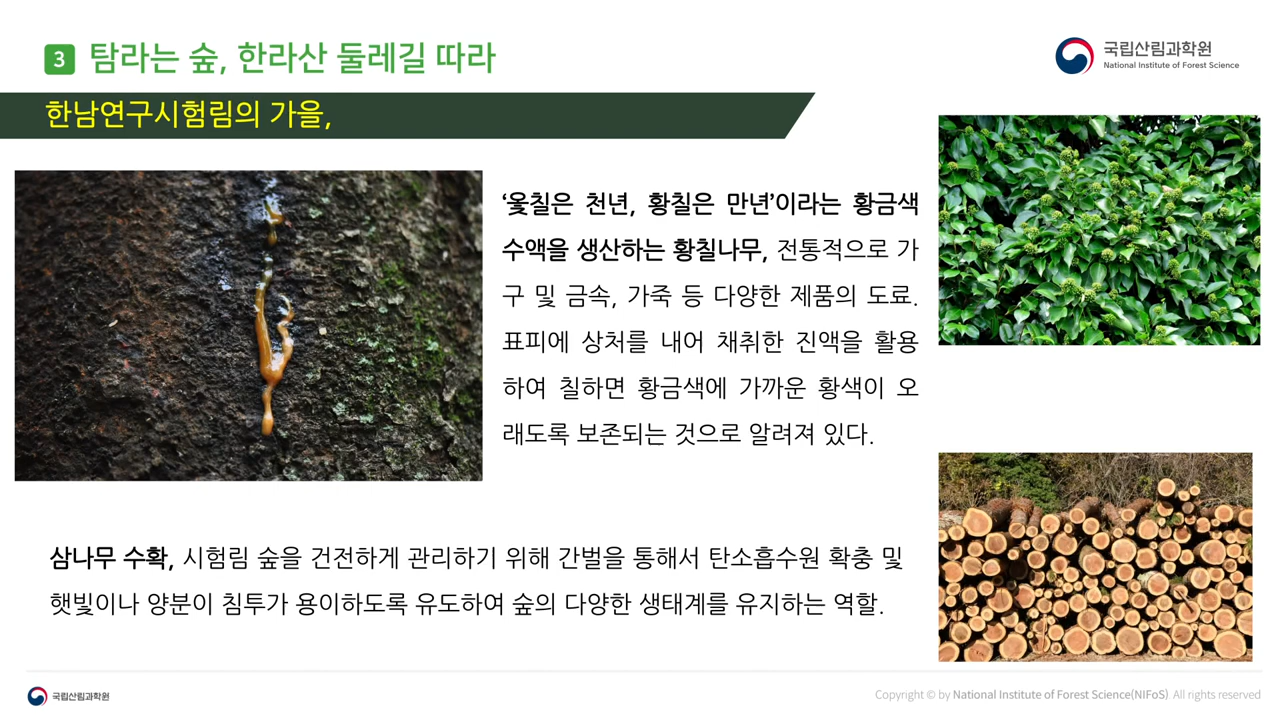 3 탐라는 숲, 한라산 둘레길 따라
국립산림과학원
National Institute of Forest Science
한남연구시험림의 가을,
‘옻칠은 천년, 황칠은 만년’이라는 황금색
수액을 생산하는 황칠나무, 전통적으로 가
구 및 금속, 가죽 등 다양한 제품의 도료.
표피에 상처를 내어 채취한 진액을 활용
하여 칠하면 황금색에 가까운 황색이 오
래도록 보존되는 것으로 알려져 있다.
삼나무 수확, 시험림 숲을 건전하게 관리하기 위해 간벌을 통해서 탄소흡수원 확충 및
햇빛이나 양분이 침투가 용이하도록 유도하여 숲의 다양한 생태계를 유지하는 역할.
국립산림과학원
Copyright © by National Institute of Forest Science(NIFoS). All rights reserved